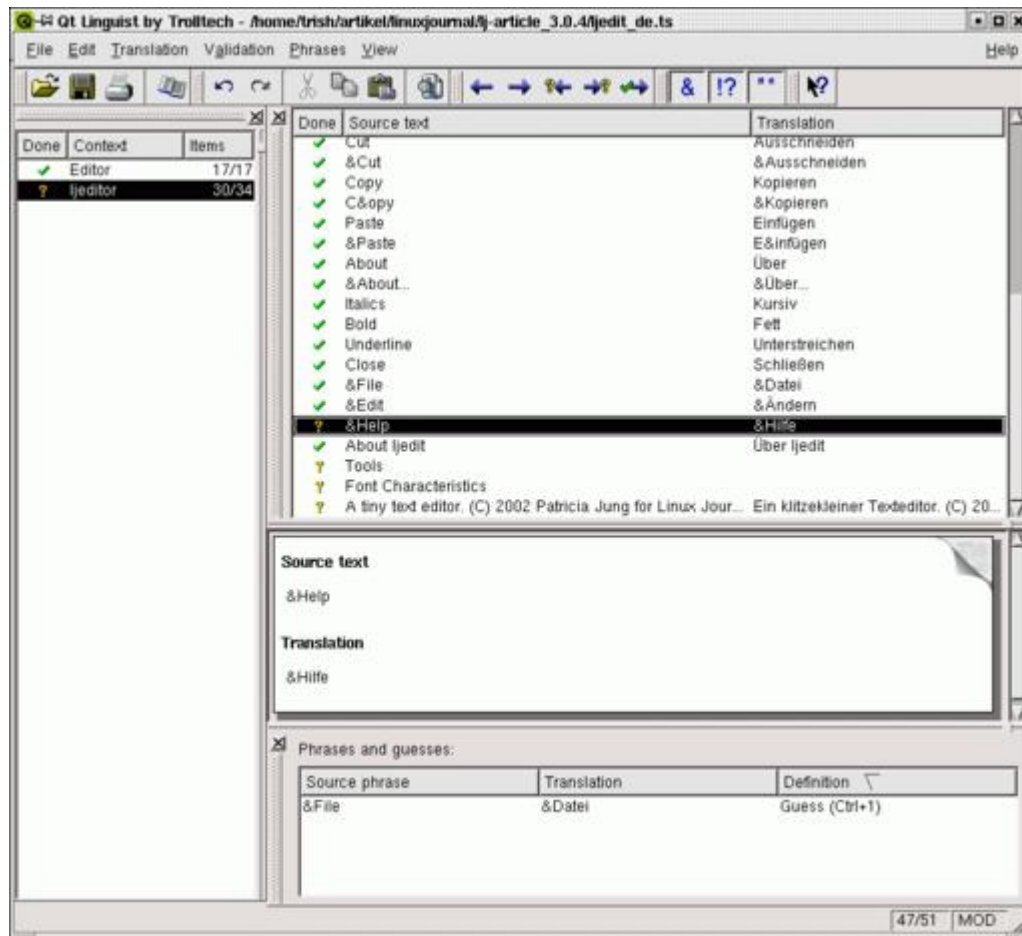 Qt Linguist by Trolltech - /home/trish/artikel/linuxjournal/lj-article_3.0.4/ljedit_de.ts
File Edit Translation Validation Phrases View Help
& !? ""
Done Context Items
Editor 17/17
ljeditor 30/34
Done Source text Translation
Cut Ausschneiden
&Cut &Ausschneiden
Copy Kopieren
C&opy &Kopieren
Paste Einfügen
&Paste E&infügen
About Über
&About... &Über...
Italics Kursiv
Bold Fett
Underline Unterstreichen
Close Schließen
&File &Datei
&Edit &Ändern
? &Help &Hilfe
About ljedit Über ljedit
? Tools
? Font Characteristics
? A tiny text editor. (C) 2002 Patricia Jung for Linux Jour... Ein klitzekleiner Texteditor. (C) 20...
Source text
&Help
Translation
&Hilfe
Phrases and guesses:
Source phrase Translation Definition
&File &Datei Guess (Ctrl+1)
47/51 MOD